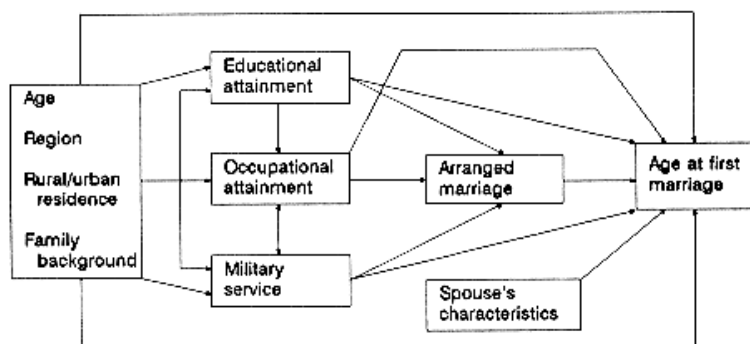 Age
Region
Rural/urban
residence
Family
background
Educational
attainment
Occupational
attainment
Military
service
Arranged
marriage
Spouse's
characteristics
Age at first
marriage